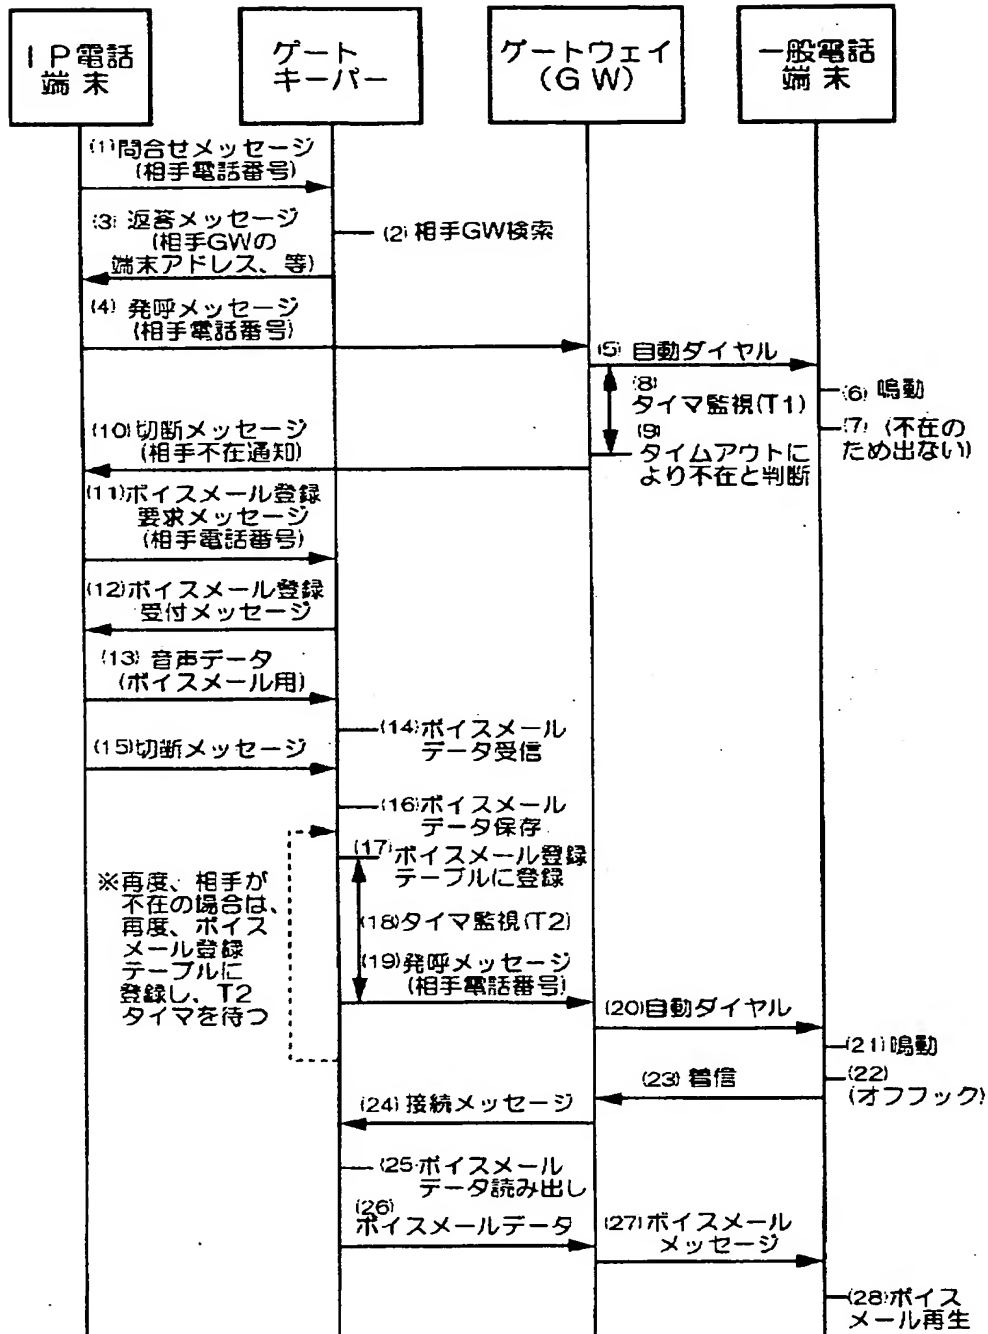 IP電話
端末
ゲート
キーパー
ゲートウェイ
(GW)
一般電話
端末
(1)問合せメッセージ
(相手電話番号)
(2)相手GW検索
(3)返答メッセージ
(相手GWの
端末アドレス、等)
(4)発呼メッセージ
(相手電話番号)
(5)自動ダイヤル
(6)鳴動
(7)(不在の
ため出ない)
(8)
タイマ監視(T1)
(9)
タイムアウトに
より不在と判断
(10)切断メッセージ
(相手不在通知)
(11)ボイスメール登録
要求メッセージ
(相手電話番号)
(12)ボイスメール登録
受付メッセージ
(13)音声データ
(ボイスメール用)
(14)ボイスメール
データ受信
(15)切断メッセージ
(16)ボイスメール
データ保存
(17)ボイスメール登録
テーブルに登録
※再度、相手が
不在の場合は、
再度、ボイス
メール登録
テーブルに
登録し、T2
タイマを待つ
(18)タイマ監視(T2)
(19)発呼メッセージ
(相手電話番号)
(20)自動ダイヤル
(21)鳴動
(22)
(オフフック)
(23)着信
(24)接続メッセージ
(25)ボイスメール
データ読み出し
(26)
ボイスメールデータ
(27)ボイスメール
メッセージ
(28)ボイス
メール再生